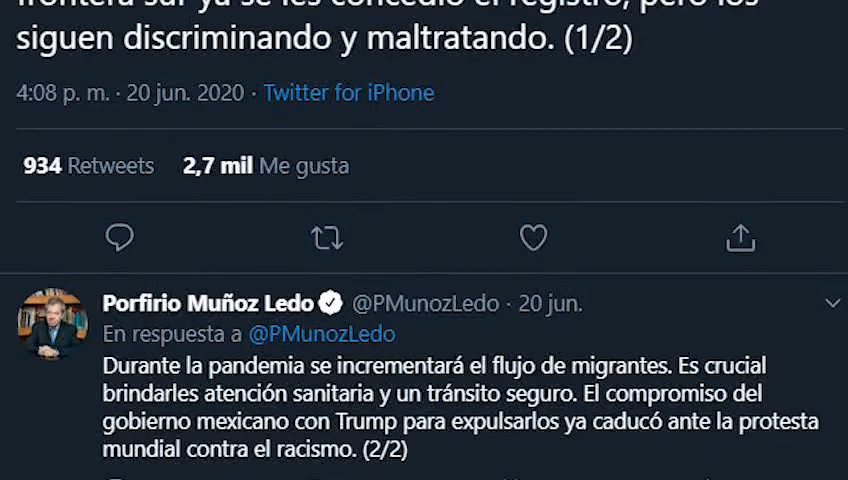 frontera sur ya se les concedió el registro, pero los
siguen discriminando y maltratando. (1/2)
4:08 p. m. · 20 jun. 2020 · Twitter for iPhone
934 Retweets 2,7 mil Me gusta
Porfirio Muñoz Ledo @PMunozLedo · 20 jun.
En respuesta a @PMunozLedo
Durante la pandemia se incrementará el flujo de migrantes. Es crucial
brindarles atención sanitaria y un tránsito seguro. El compromiso del
gobierno mexicano con Trump para expulsarlos ya caducó ante la protesta
mundial contra el racismo. (2/2)